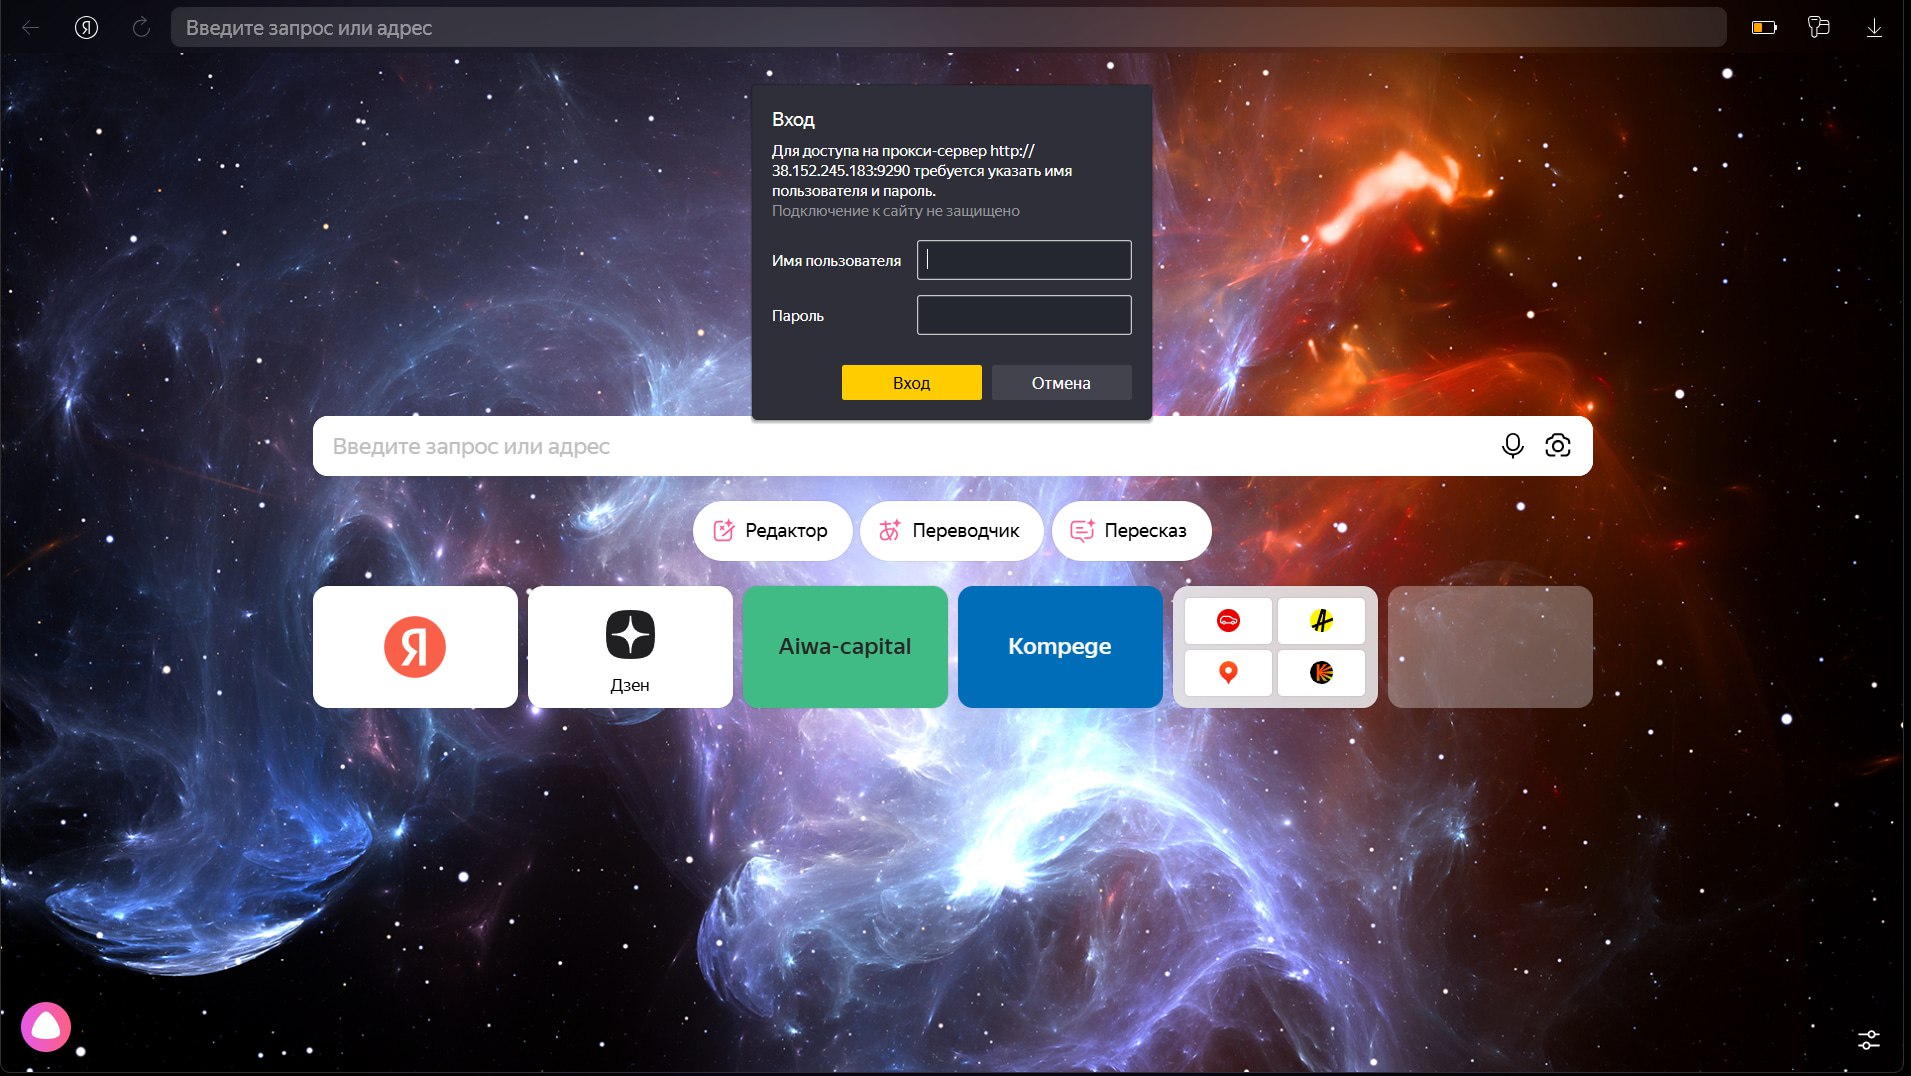 Введите запрос или адрес
Вход
Для доступа на прокси-сервер http://
38.152.245.183:9290 требуется указать имя
пользователя и пароль.
Подключение к сайту не защищено
Имя пользователя
Пароль
Вход Отмена
Введите запрос или адрес
Редактор Переводчик Пересказ
Я Дзен Aiwa-capital Kompege